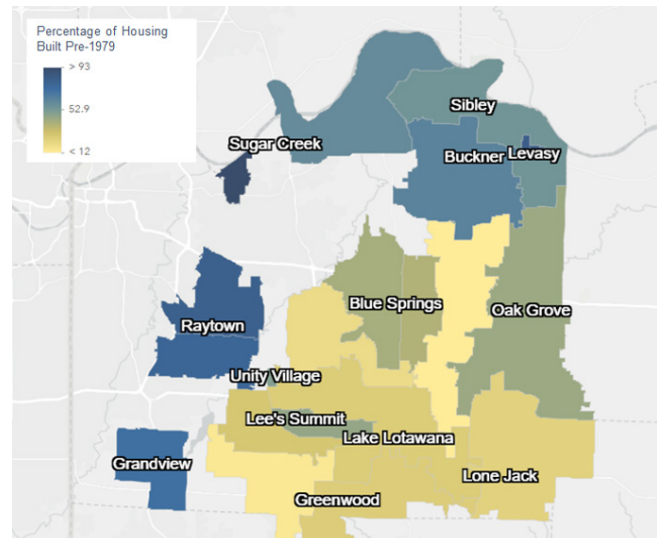 Percentage of Housing
Built Pre-1979
> 93
52.9
< 12
Sibley
Sugar Creek
Buckner
Levasy
Blue Springs
Oak Grove
Raytown
Unity Village
Lee's Summit
Lake Lotawana
Grandview
Lone Jack
Greenwood